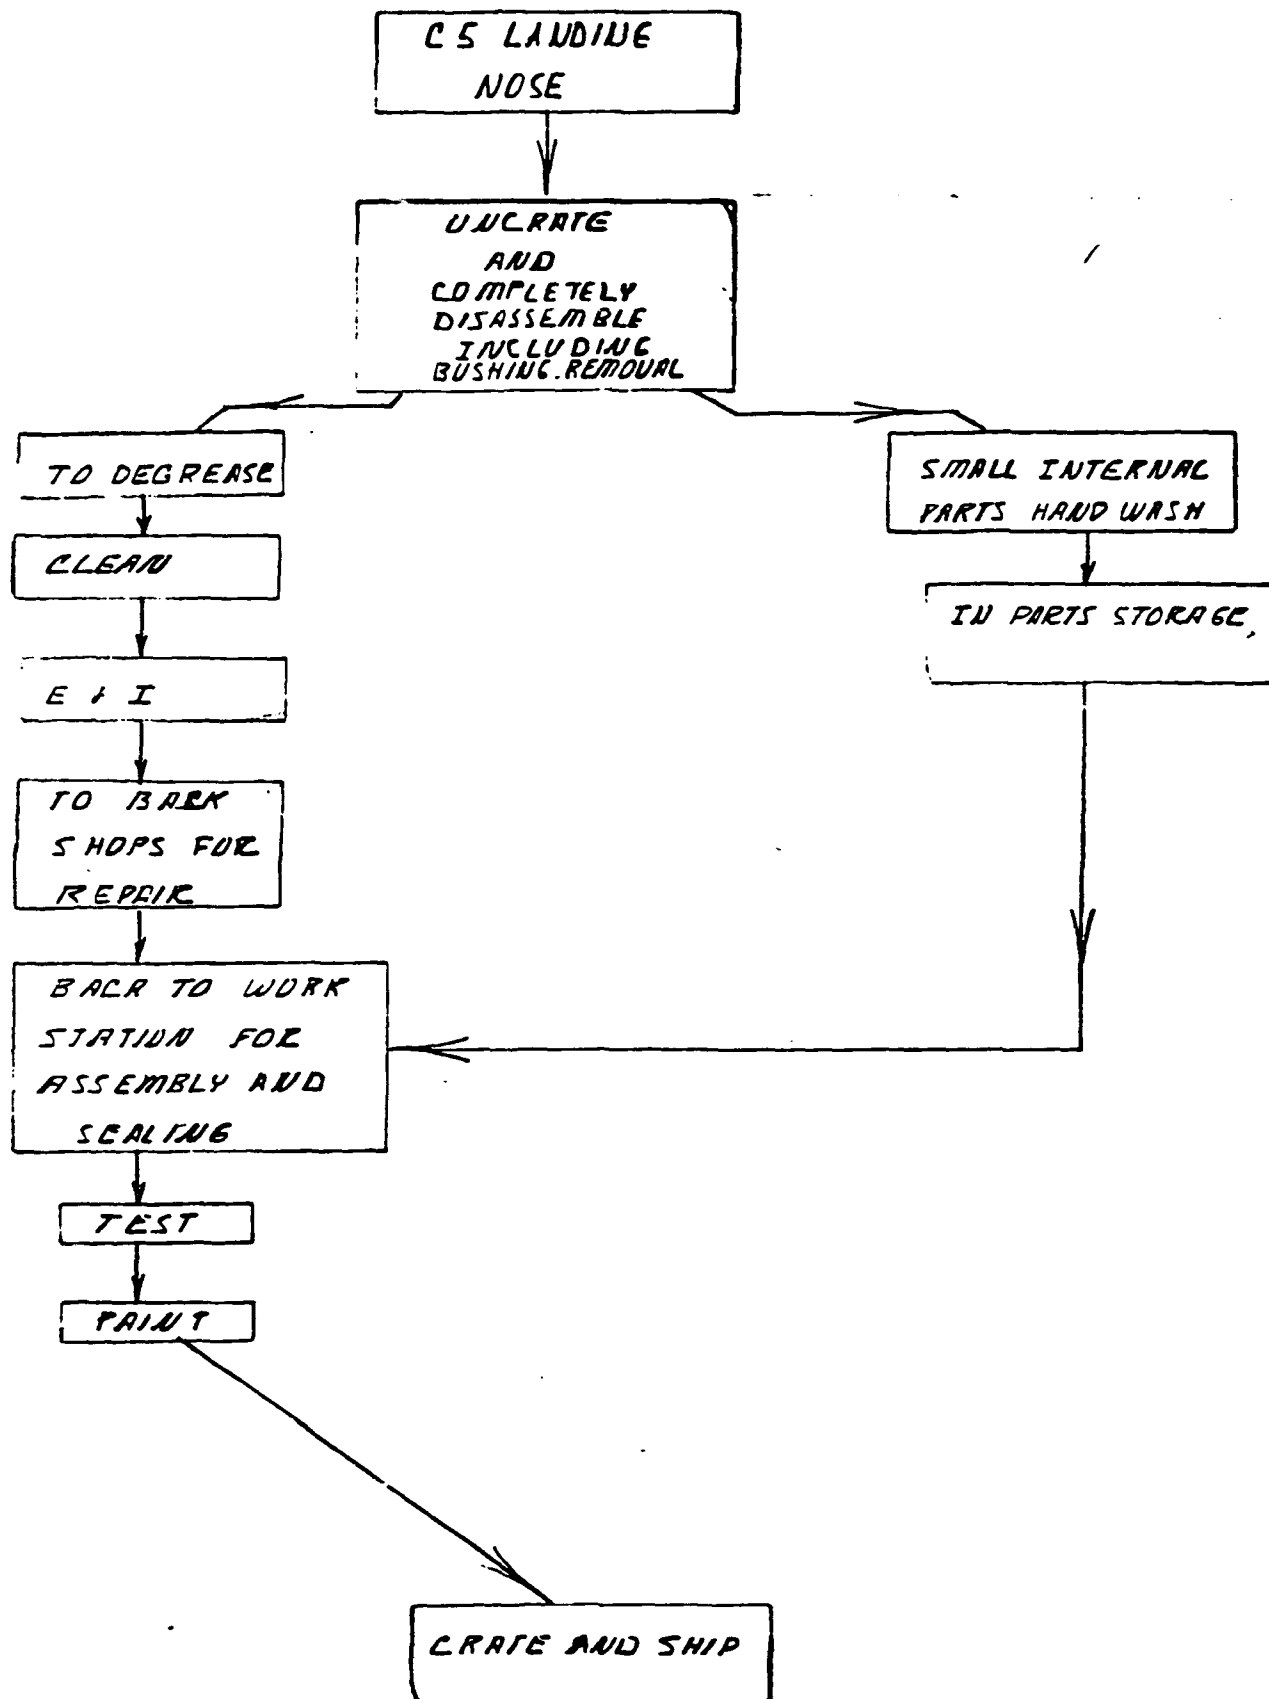 C5 LANDINE
NOSE
UNCRATE
AND
COMPLETELY
DISASSEMBLE
INCLUDING
BUSHING REMOVAL
TO DEGREASE
CLEAN
E & I
TO BACK
SHOPS FOR
REPAIR
SMALL INTERNAL
PARTS HAND WASH
IN PARTS STORAGE,
BACK TO WORK
STATION FOR
ASSEMBLY AND
SEALING
TEST
PAINT
CRATE AND SHIP